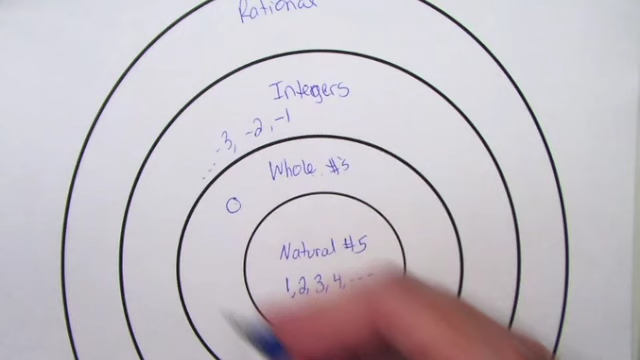 Rational
Integers
... -3, -2, -1
Whole #'s
0
Natural #s
1, 2, 3, 4, ....